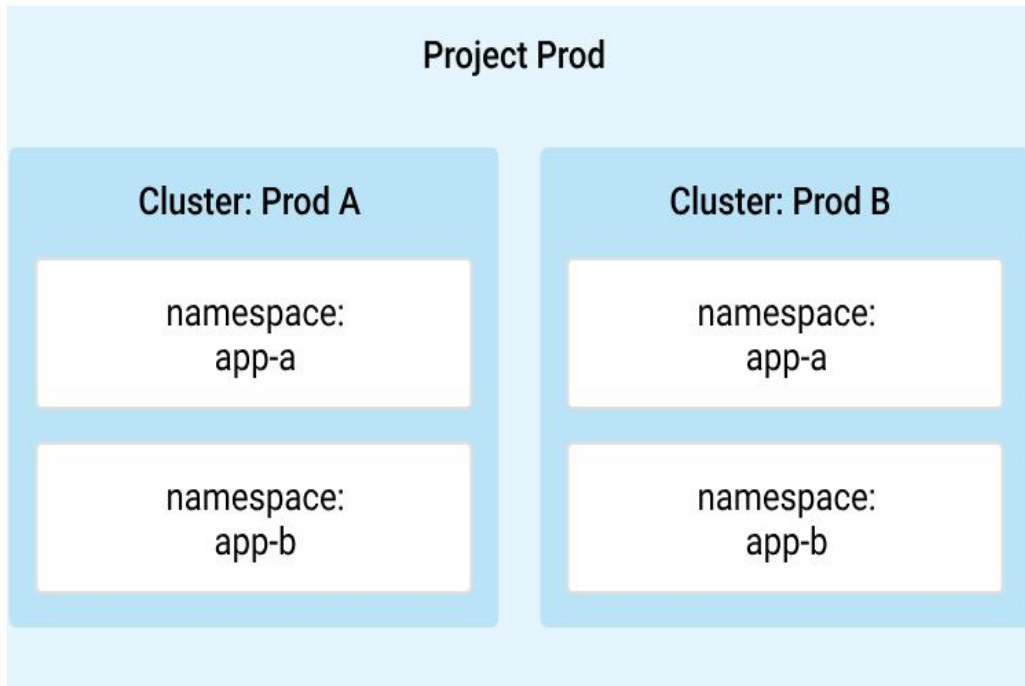 Project Prod
Cluster: Prod A
namespace:
app-a
namespace:
app-b
Cluster: Prod B
namespace:
app-a
namespace:
app-b